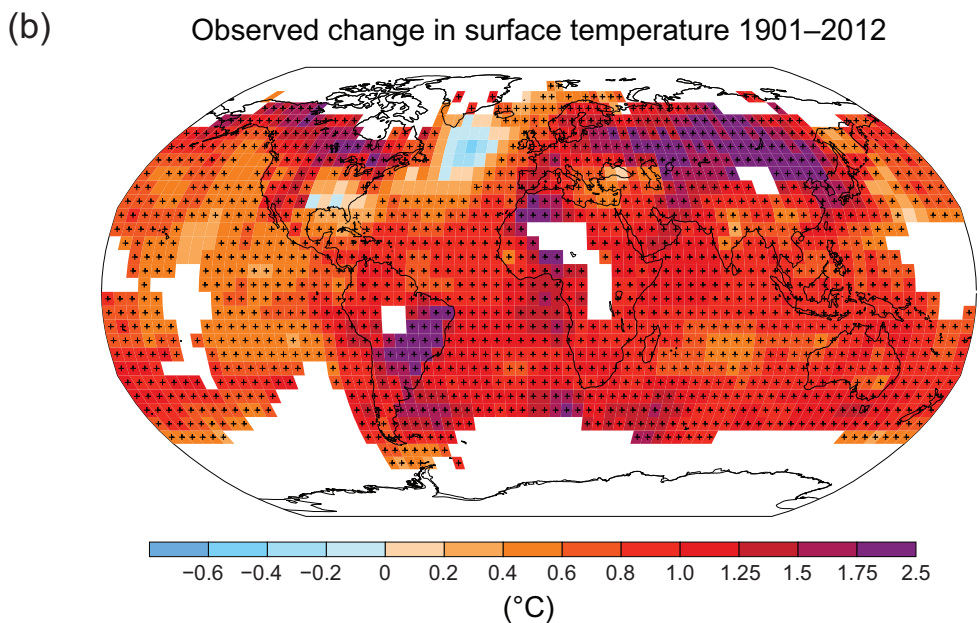 (b)
Observed change in surface temperature 1901–2012
−0.6 −0.4 −0.2 0 0.2 0.4 0.6 0.8 1.0 1.25 1.5 1.75 2.5
(°C)